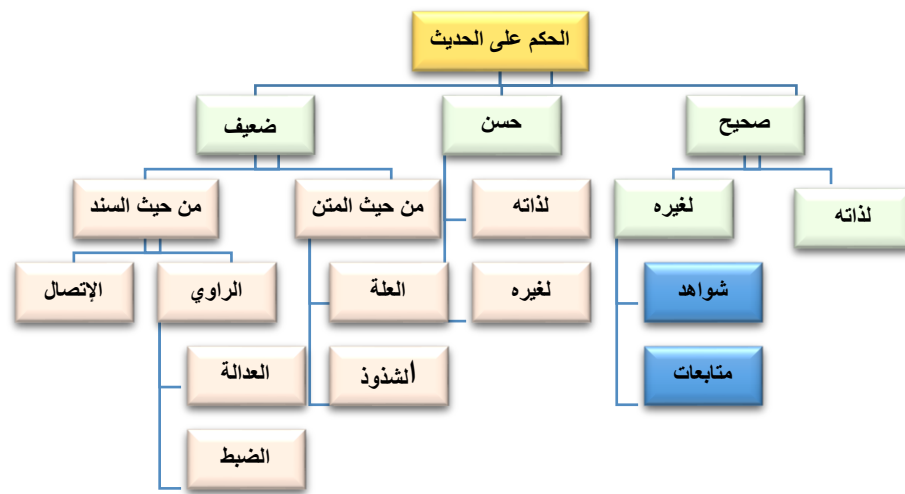 الحكم على الحديث
صحيح
حسن
ضعيف
لذاته
لغيره
شواهد
متابعات
لذاته
لغيره
من حيث المتن
العلة
ألشذوذ
من حيث السند
الراوي
الإتصال
العدالة
الضبط